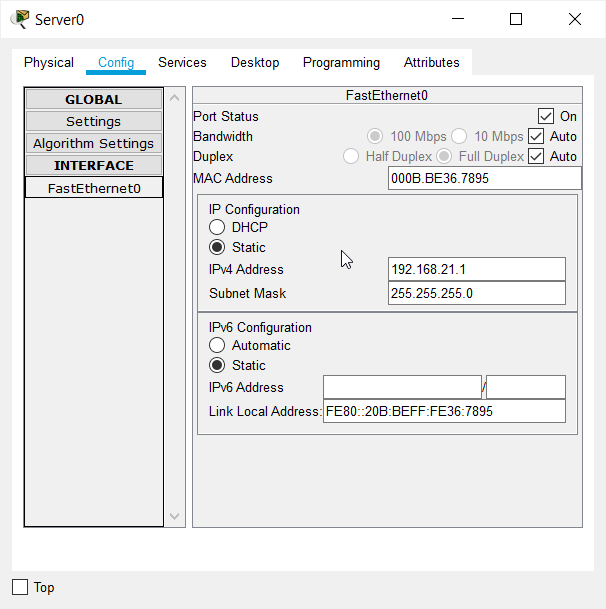 Server0
Physical Config Services Desktop Programming Attributes
GLOBAL
Settings
Algorithm Settings
INTERFACE
FastEthernet0
FastEthernet0
Port Status On
Bandwidth 100 Mbps 10 Mbps Auto
Duplex Half Duplex Full Duplex Auto
MAC Address 000B.BE36.7895
IP Configuration
DHCP
Static
IPv4 Address 192.168.21.1
Subnet Mask 255.255.255.0
IPv6 Configuration
Automatic
Static
IPv6 Address /
Link Local Address: FE80::20B:BEFF:FE36:7895
Top